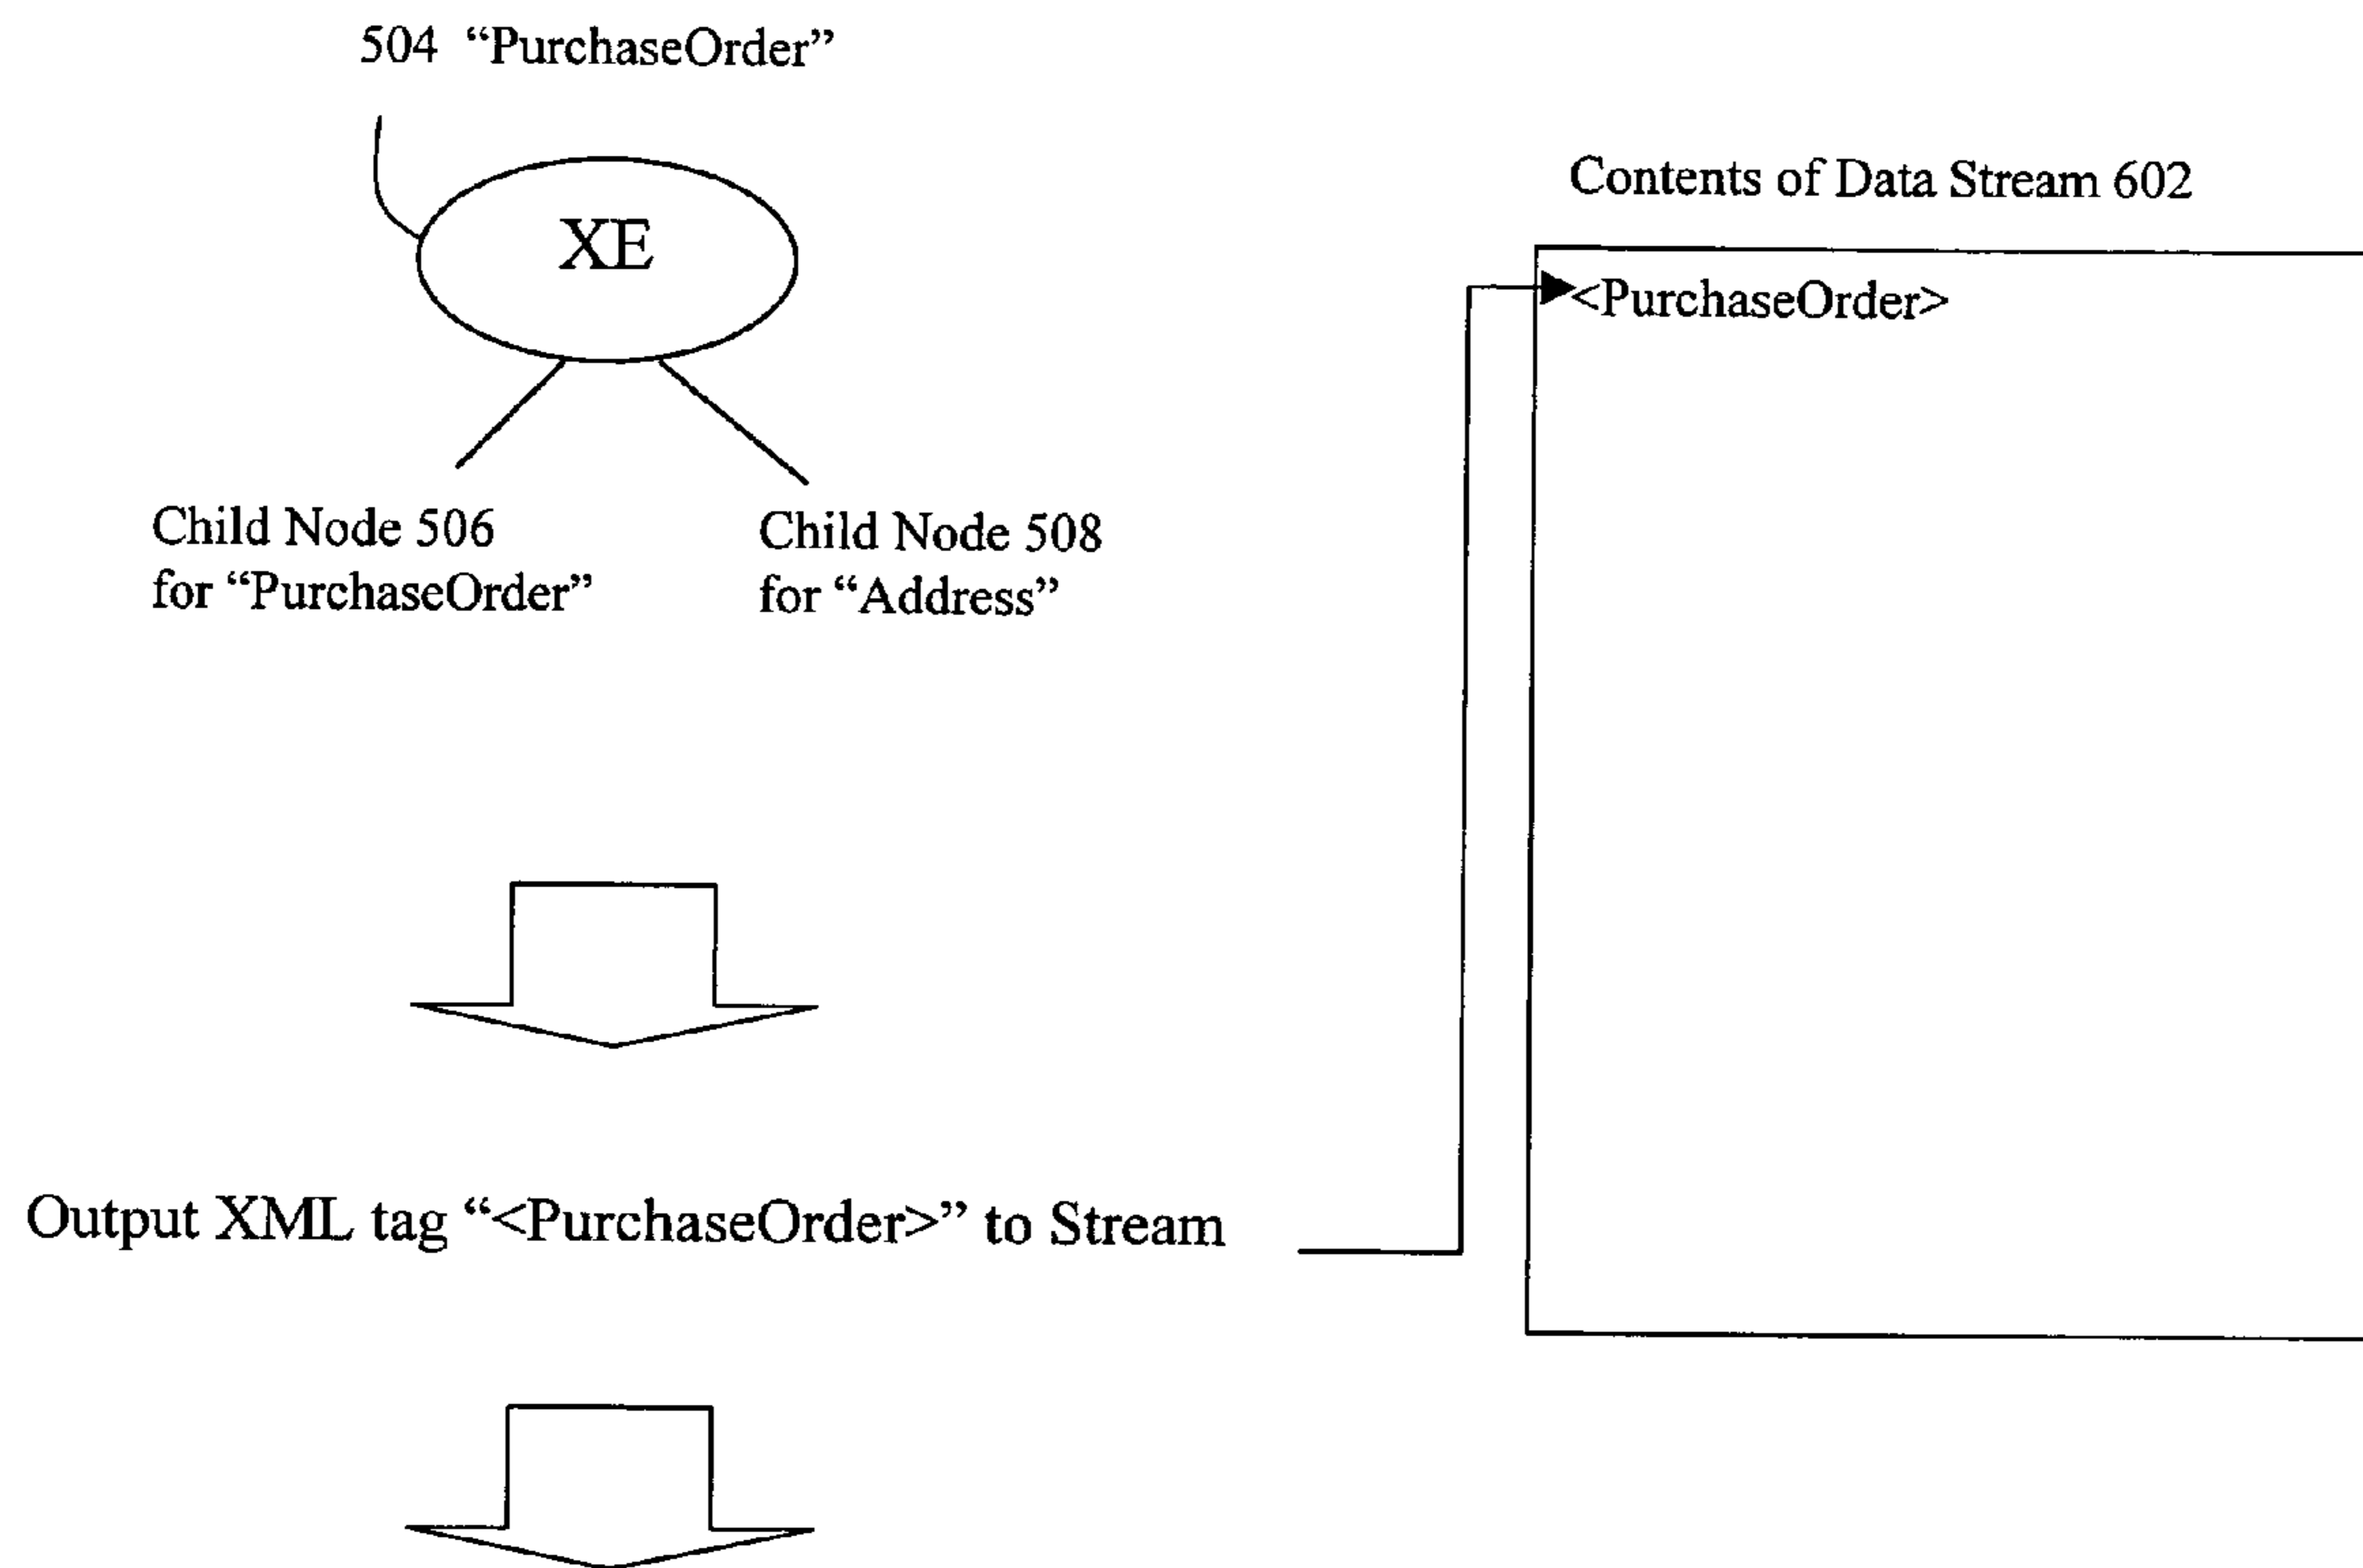 504 “PurchaseOrder”
XE
Child Node 506
for “PurchaseOrder”
Child Node 508
for “Address”
Output XML tag “<PurchaseOrder>” to Stream
Contents of Data Stream 602
<PurchaseOrder>